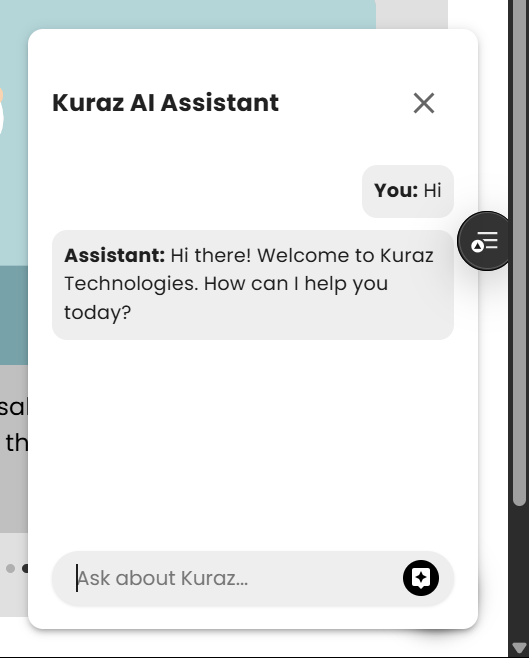 Kuraz AI Assistant
You: Hi
Assistant: Hi there! Welcome to Kuraz
Technologies. How can I help you
today?
th
Ask about Kuraz...